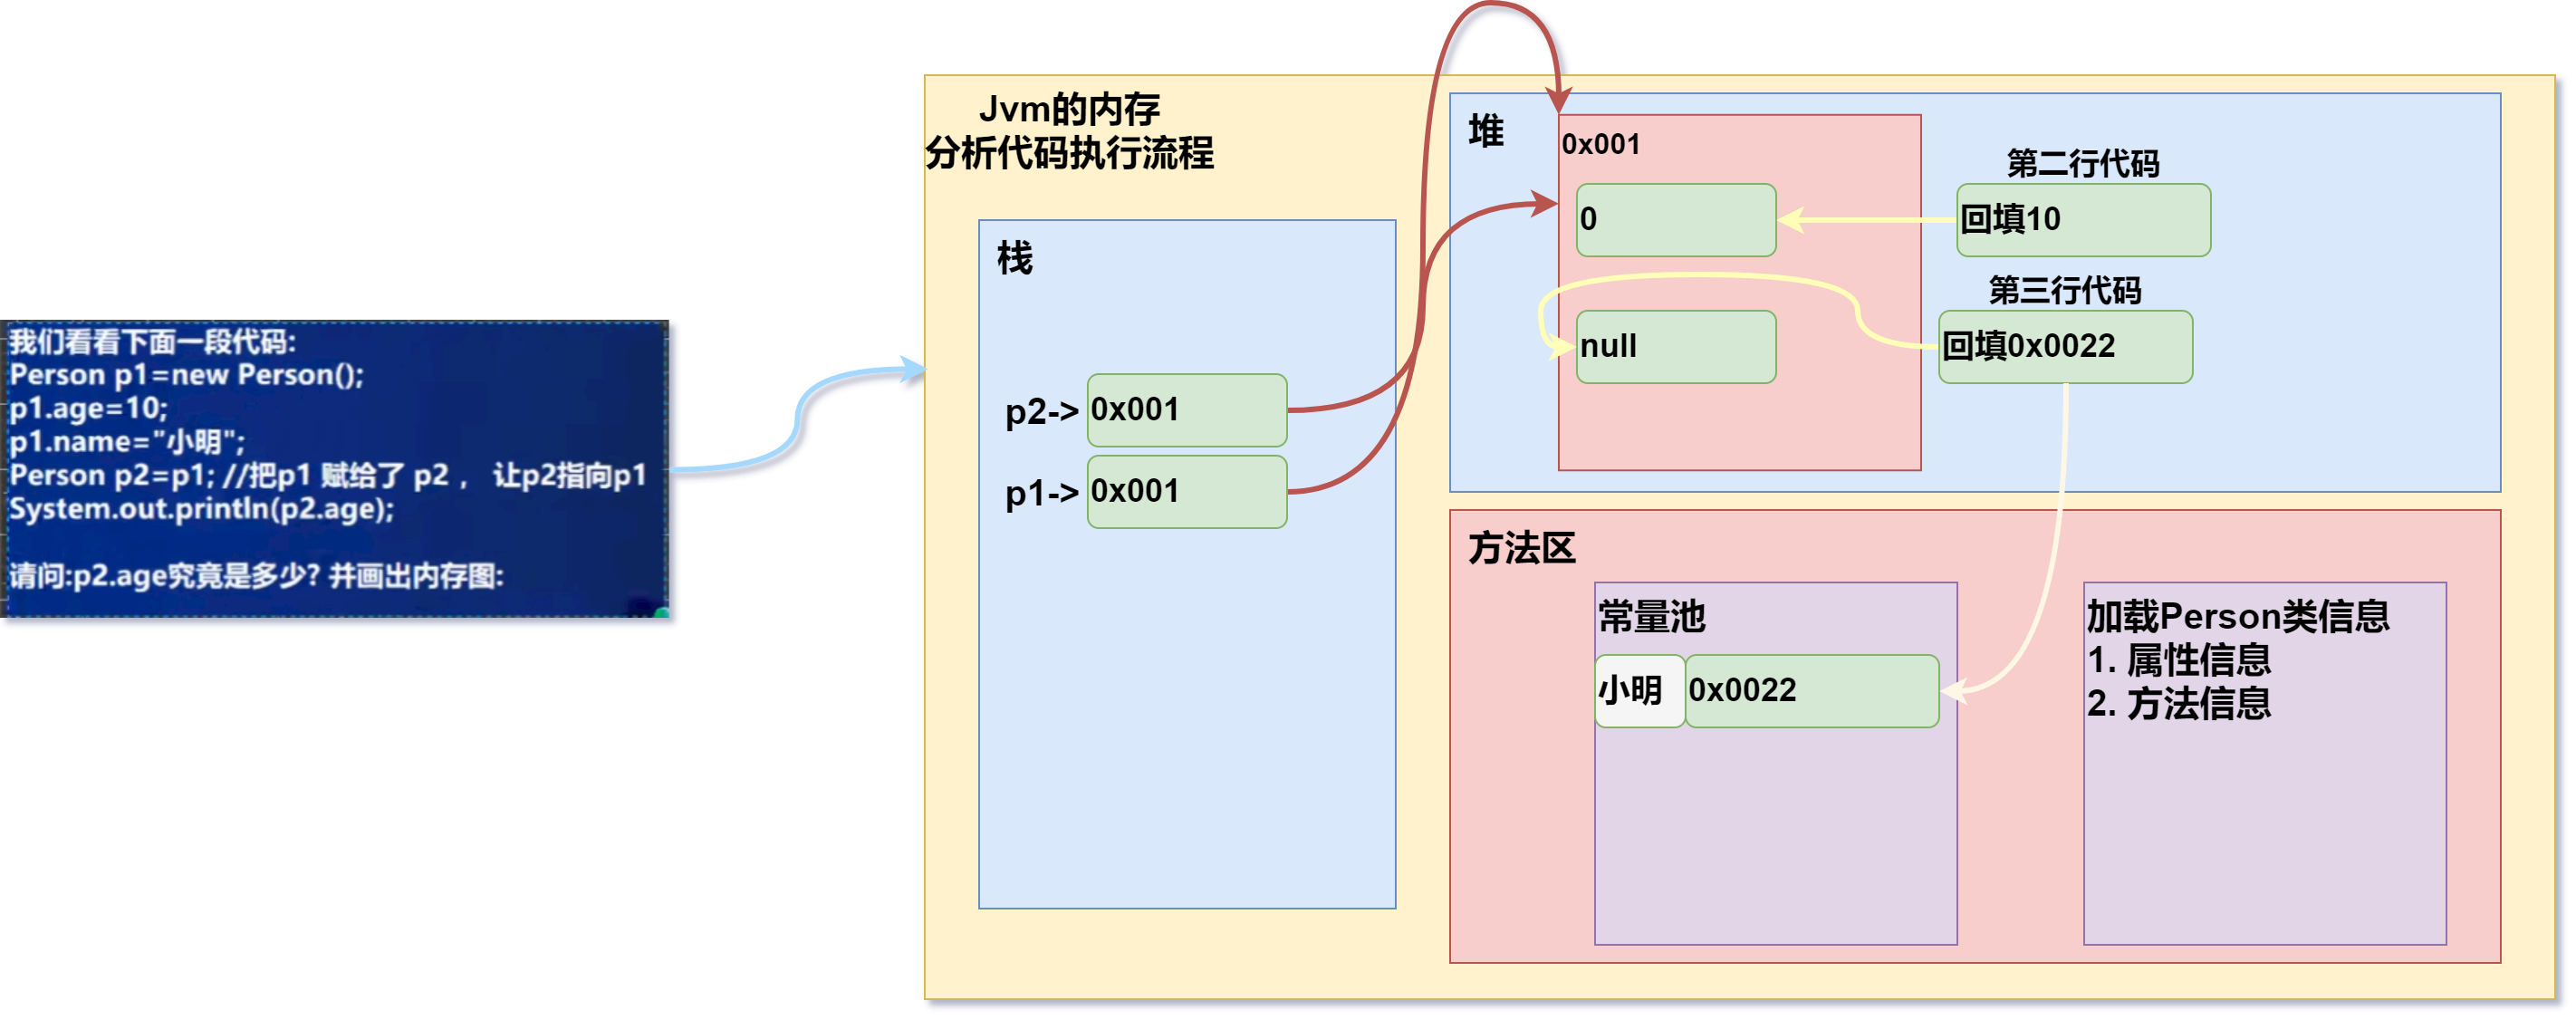 我们看看下面一段代码:
Person p1=new Person();
p1.age=10;
p1.name="小明";
Person p2=p1; //把p1 赋给了 p2 ， 让p2指向p1
System.out.println(p2.age);
请问:p2.age究竟是多少? 并画出内存图:
Jvm的内存
分析代码执行流程
栈
p2->
0x001
p1->
0x001
堆
0x001
0
null
第二行代码
回填10
第三行代码
回填0x0022
方法区
常量池
小明
0x0022
加载Person类信息
1. 属性信息
2. 方法信息